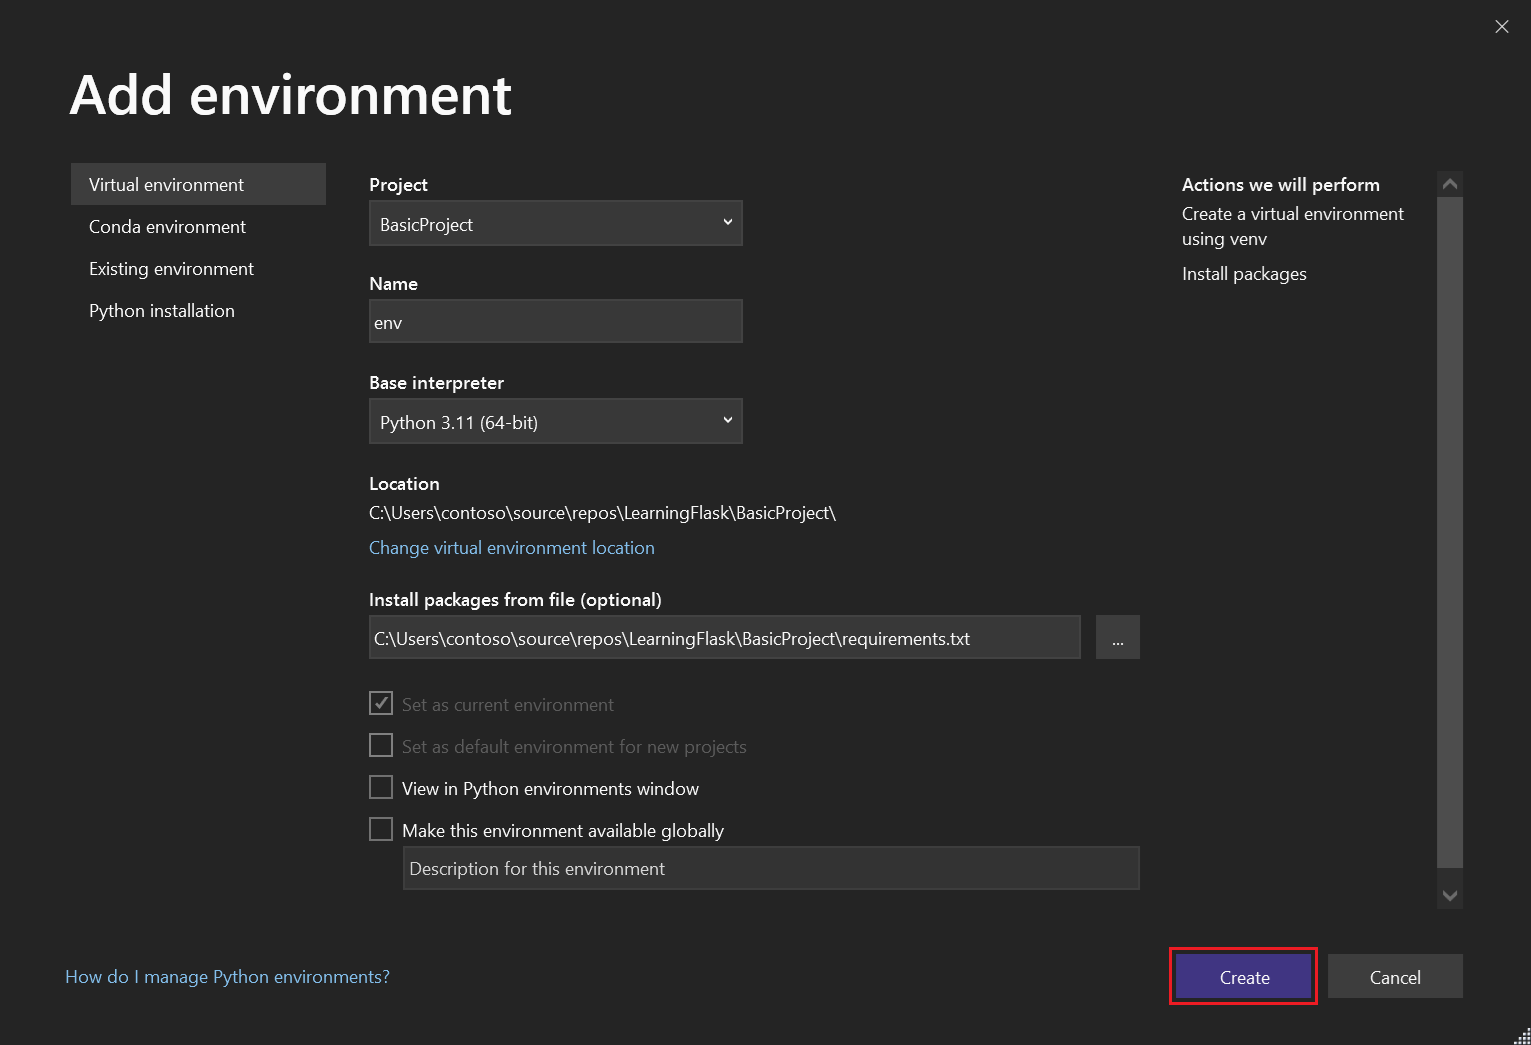 Add environment
Virtual environment
Conda environment
Existing environment
Python installation
Project
BasicProject
Name
env
Base interpreter
Python 3.11 (64-bit)
Location
C:\Users\contoso\source\repos\LearningFlask\BasicProject\
Change virtual environment location
Install packages from file (optional)
C:\Users\contoso\source\repos\LearningFlask\BasicProject\requirements.txt
...
Set as current environment
Set as default environment for new projects
View in Python environments window
Make this environment available globally
Description for this environment
Actions we will perform
Create a virtual environment
using venv
Install packages
How do I manage Python environments?
Create
Cancel